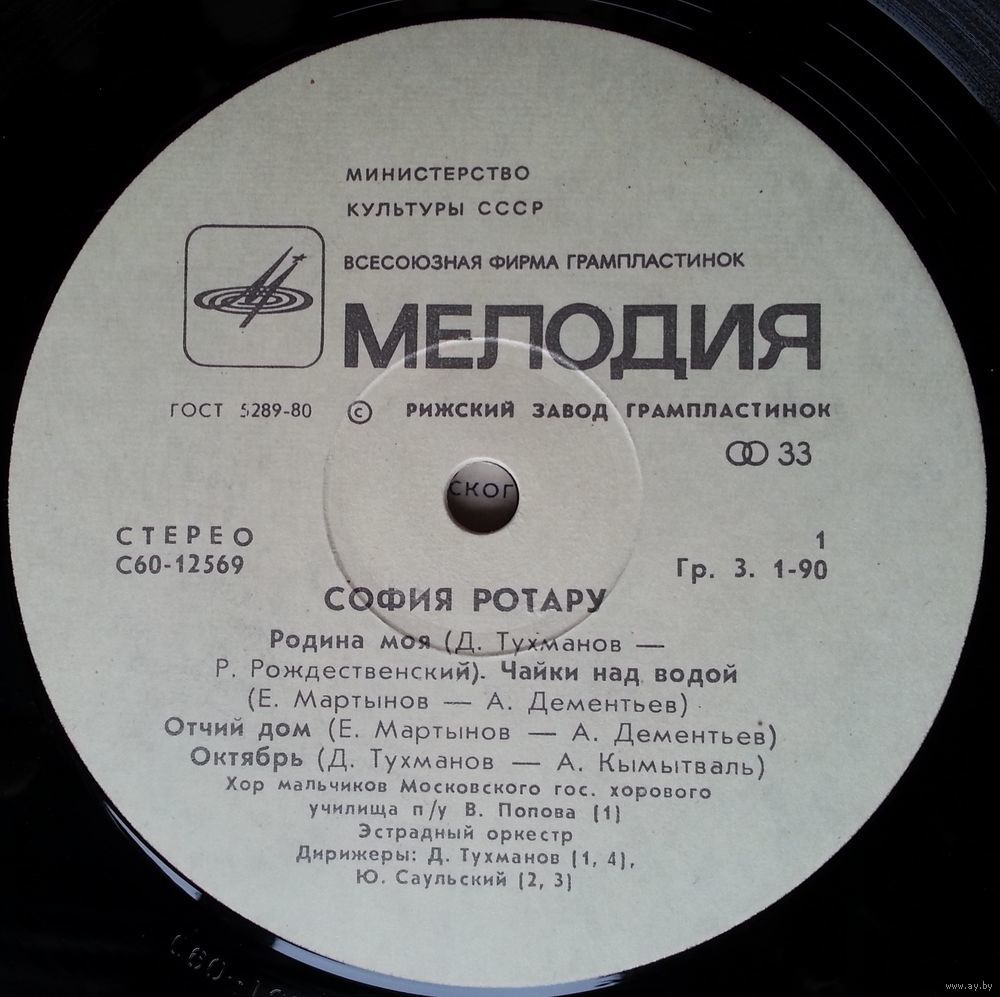 МИНИСТЕРСТВО
КУЛЬТУРЫ СССР
ВСЕСОЮЗНАЯ ФИРМА ГРАМПЛАСТИНОК
МЕЛОДИЯ
ГОСТ 5289-80 © РИЖСКИЙ ЗАВОД ГРАМПЛАСТИНОК
33
СКОГ
СТЕРЕО
С60-12569
1
Гр. 3. 1-90
СОФИЯ РОТАРУ
Родина моя (Д. Тухманов —
Р. Рождественский). Чайки над водой
(Е. Мартынов — А. Дементьев)
Отчий дом (Е. Мартынов — А. Дементьев)
Октябрь (Д. Тухманов — А. Кымытваль)
Хор мальчиков Московского гос. хорового
училища п/у В. Попова (1)
Эстрадный оркестр
Дирижеры: Д. Тухманов (1, 4),
Ю. Саульский (2, 3)
www.ay.by